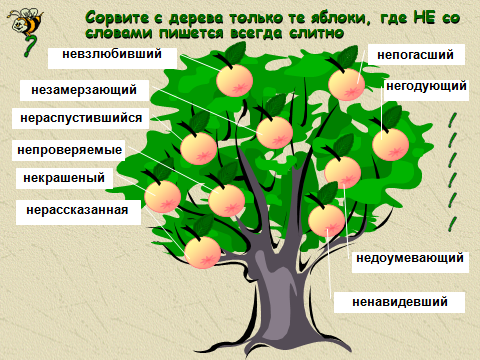 Сорвите с дерева только те яблоки, где НЕ со
словами пишется всегда слитно
невзлюбивший
непогасший
незамерзающий
негодующий
нераспустившийся
непроверяемые
некрашеный
нерассказанная
недоумевающий
ненавидевший